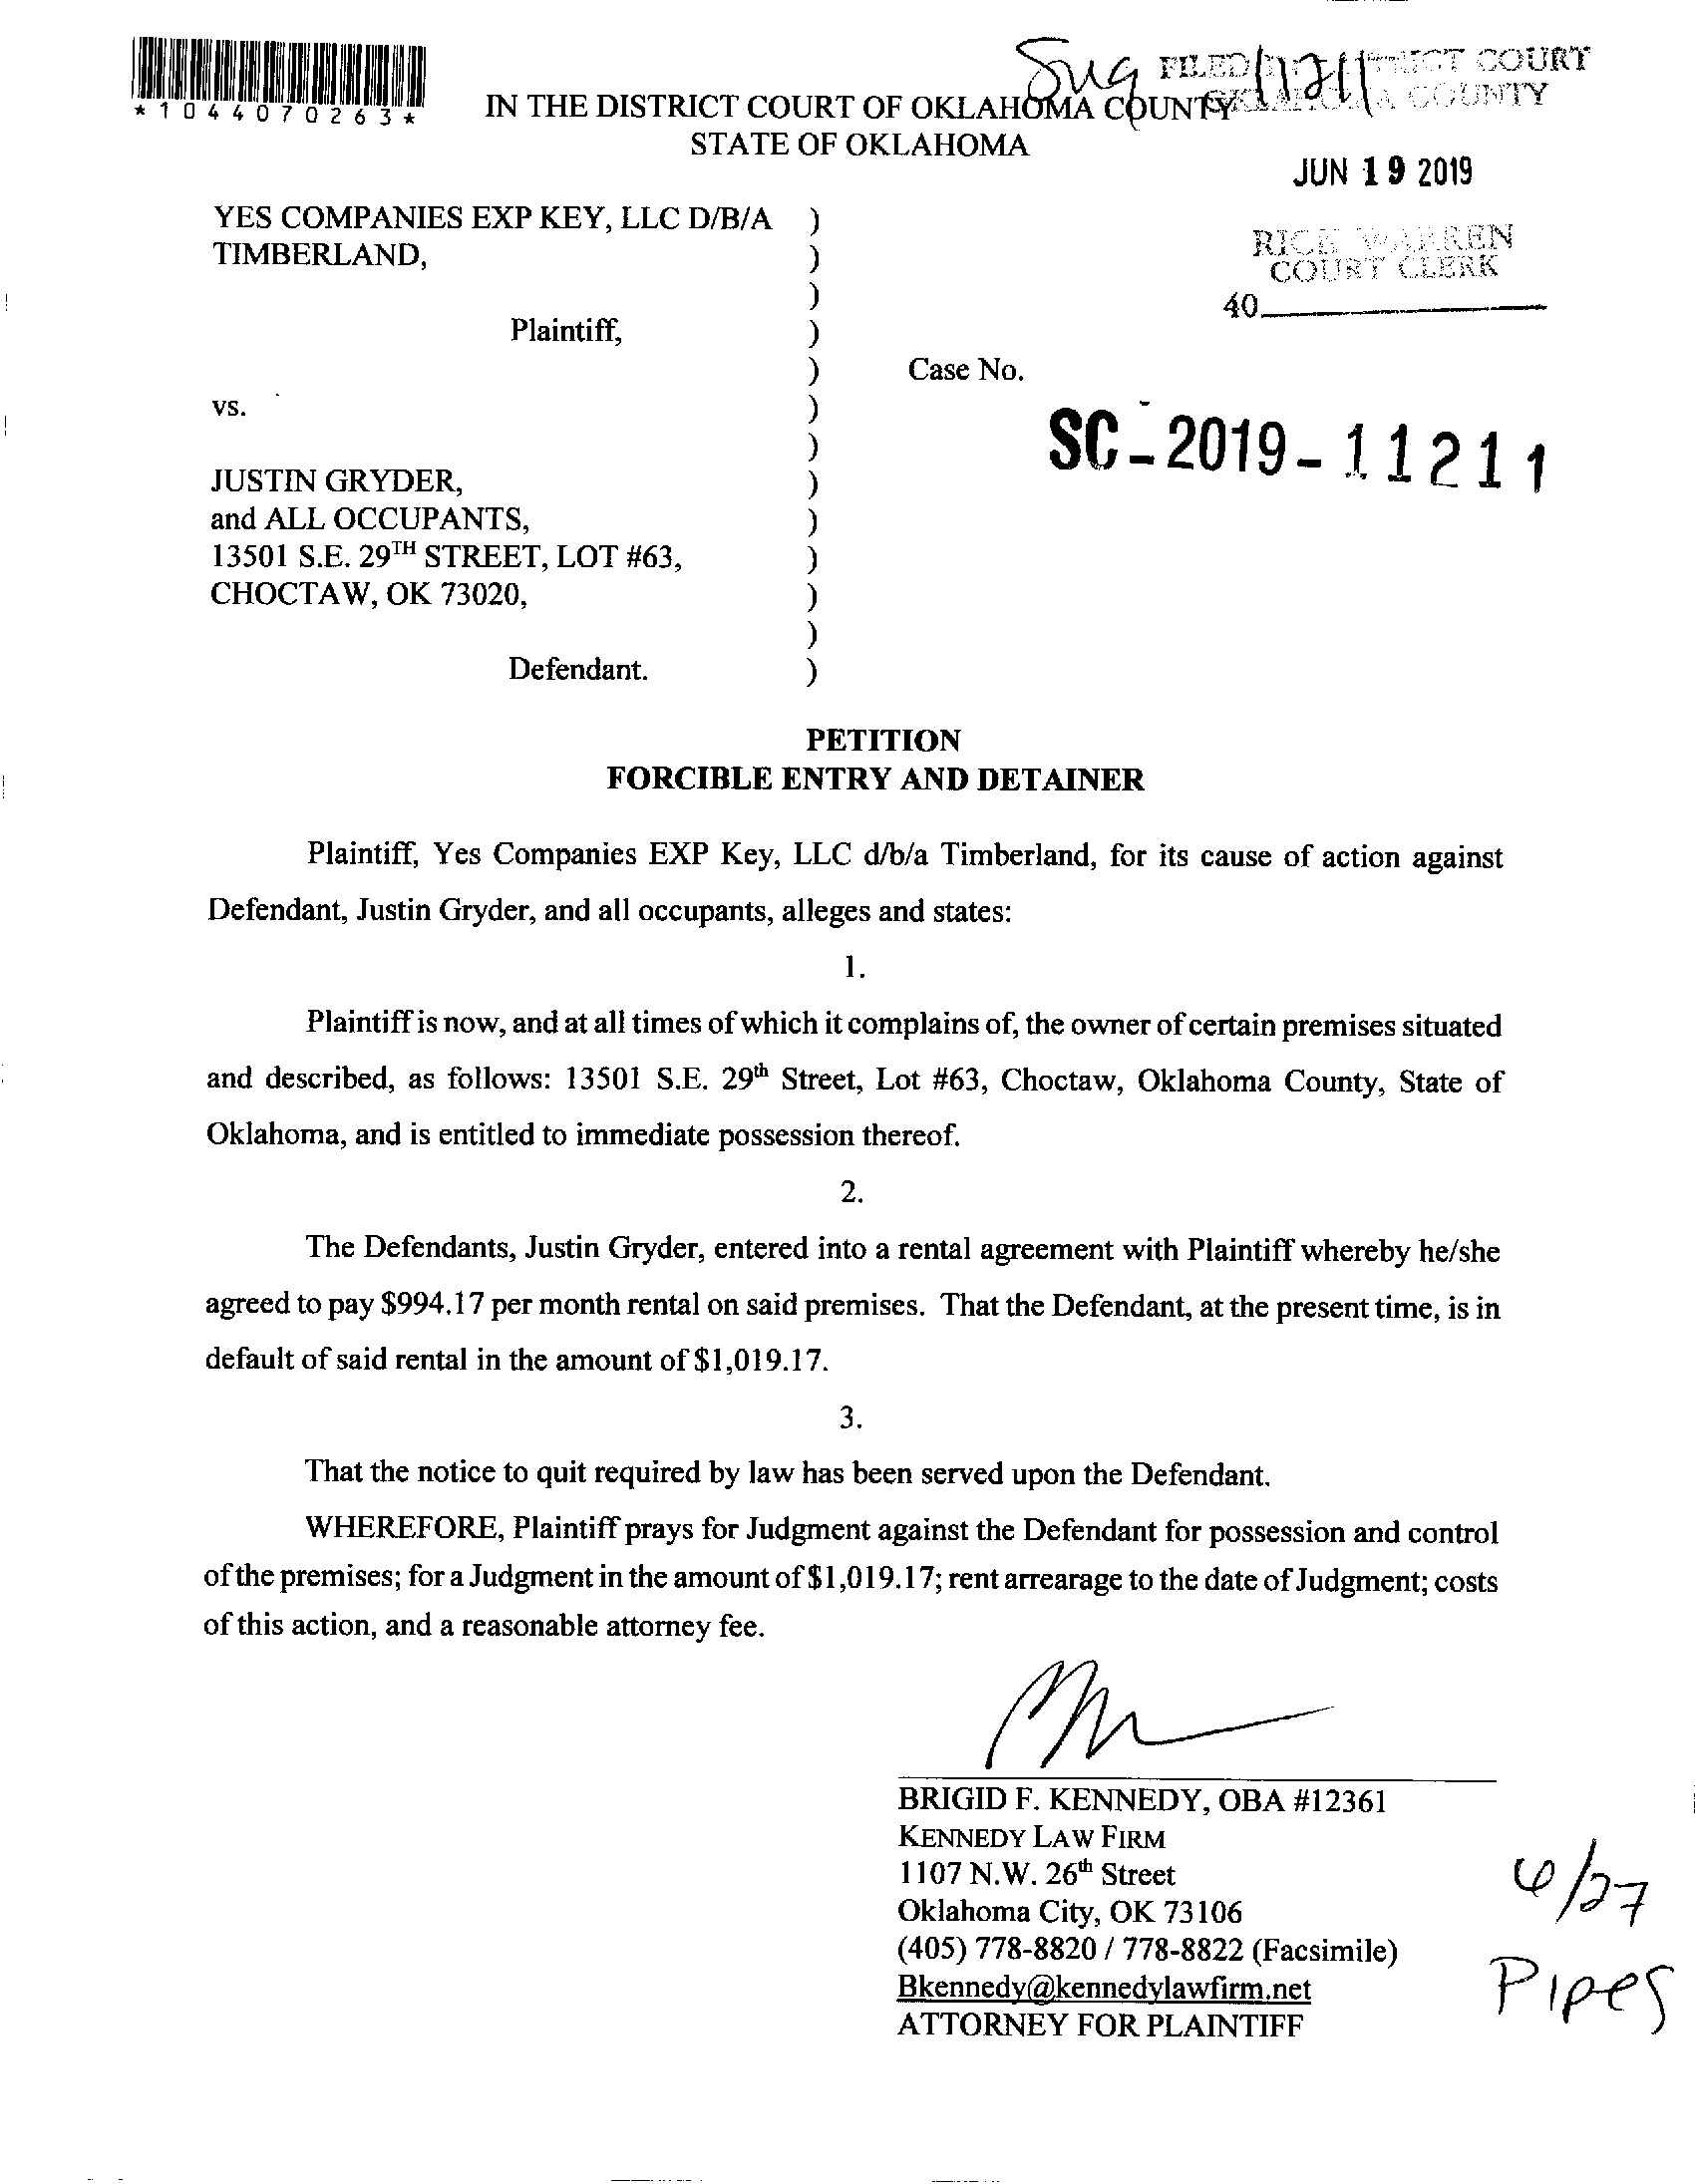 *1044070263*
FILED IN DISTRICT COURT
OKLAHOMA COUNTY
IN THE DISTRICT COURT OF OKLAHOMA COUNTY
STATE OF OKLAHOMA
JUN 19 2019
RICK WARREN
COURT CLERK
40
YES COMPANIES EXP KEY, LLC D/B/A )
TIMBERLAND, )
)
Plaintiff, )
) Case No.
vs. )
SC-2019-11211
)
JUSTIN GRYDER, )
and ALL OCCUPANTS, )
13501 S.E. 29TH STREET, LOT #63, )
CHOCTAW, OK 73020, )
)
Defendant. )
PETITION
FORCIBLE ENTRY AND DETAINER
Plaintiff, Yes Companies EXP Key, LLC d/b/a Timberland, for its cause of action against
Defendant, Justin Gryder, and all occupants, alleges and states:
1.
Plaintiff is now, and at all times of which it complains of, the owner of certain premises situated
and described, as follows: 13501 S.E. 29th Street, Lot #63, Choctaw, Oklahoma County, State of
Oklahoma, and is entitled to immediate possession thereof.
2.
The Defendants, Justin Gryder, entered into a rental agreement with Plaintiff whereby he/she
agreed to pay $994.17 per month rental on said premises. That the Defendant, at the present time, is in
default of said rental in the amount of $1,019.17.
3.
That the notice to quit required by law has been served upon the Defendant.
WHEREFORE, Plaintiff prays for Judgment against the Defendant for possession and control
of the premises; for a Judgment in the amount of $1,019.17; rent arrearage to the date of Judgment; costs
of this action, and a reasonable attorney fee.
BRIGID F. KENNEDY, OBA #12361
KENNEDY LAW FIRM
1107 N.W. 26th Street
Oklahoma City, OK 73106
(405) 778-8820 / 778-8822 (Facsimile)
Bkennedy@kennedylawfirm.net
ATTORNEY FOR PLAINTIFF
6/27
Pipes